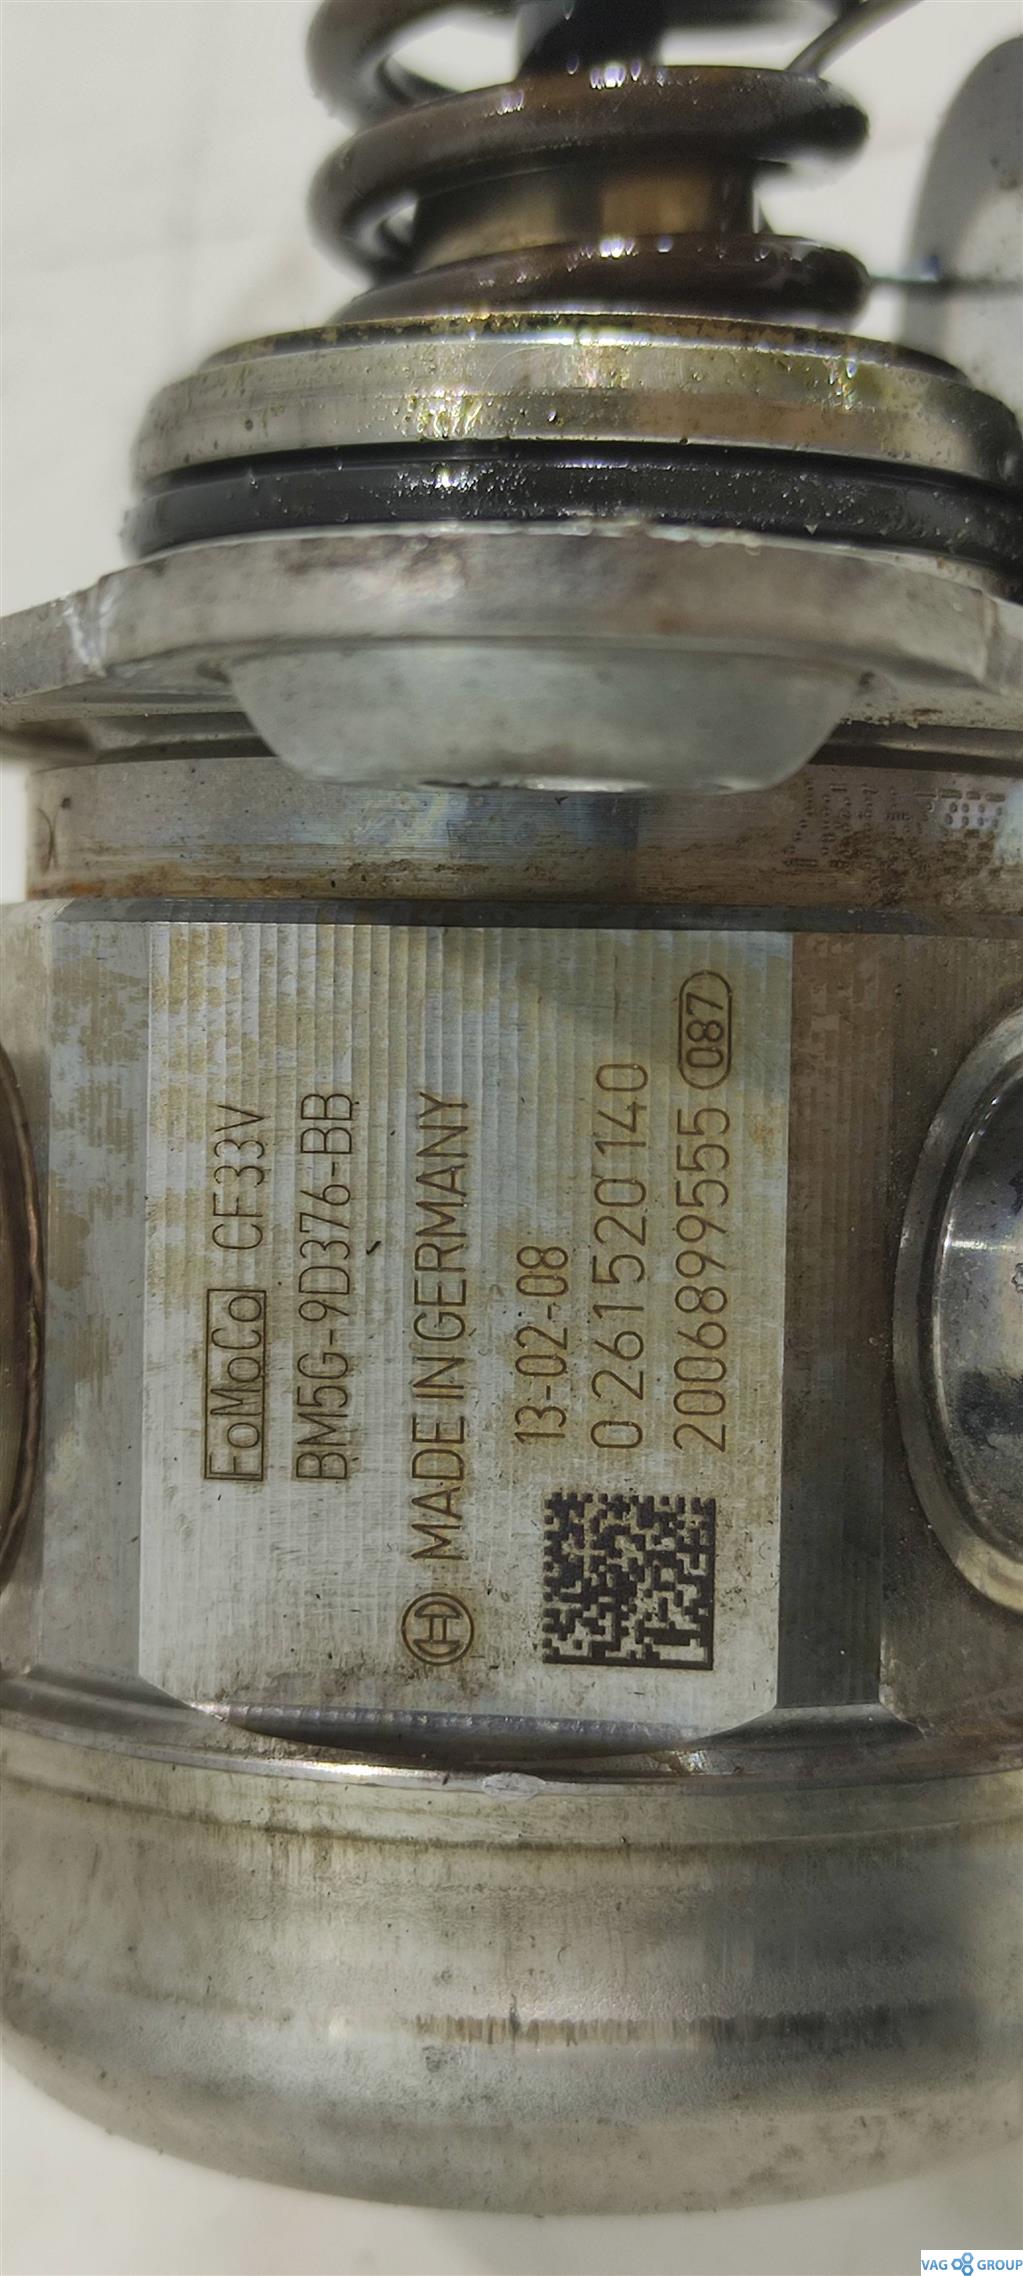 FoMoCo CF33V
BM5G-9D376-BB
MADE IN GERMANY
13-02-08
0 261 520 140
2006899555 087
VAG GROUP